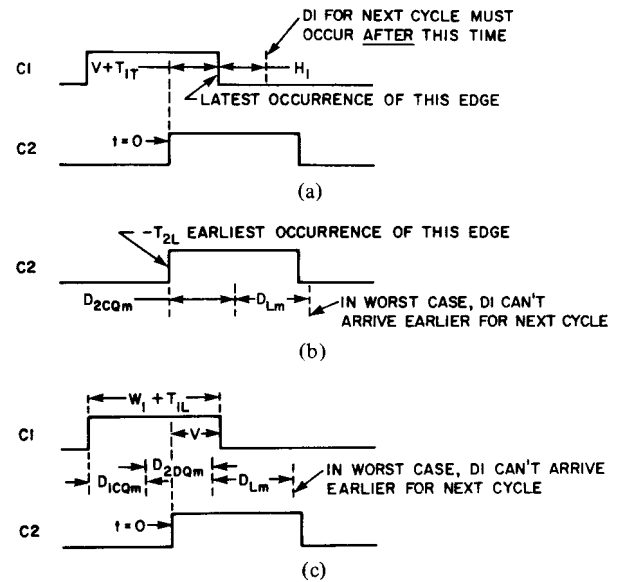 DI FOR NEXT CYCLE MUST
OCCUR AFTER THIS TIME
C1
V + T1T
H1
LATEST OCCURRENCE OF THIS EDGE
t = 0
C2
(a)
- T2L EARLIEST OCCURRENCE OF THIS EDGE
C2
D2CQm
DLm
IN WORST CASE, DI CAN'T
ARRIVE EARLIER FOR NEXT CYCLE
(b)
W1 + T1L
C1
V
D2DQm
D1CQm
DLm
IN WORST CASE, DI CAN'T ARRIVE
EARLIER FOR NEXT CYCLE
t = 0
C2
(c)